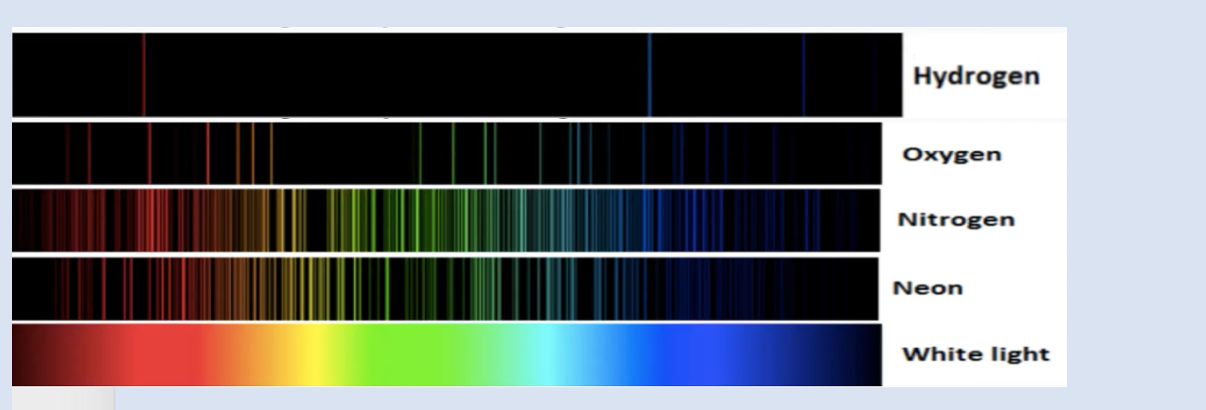 Hydrogen
Oxygen
Nitrogen
Neon
White light